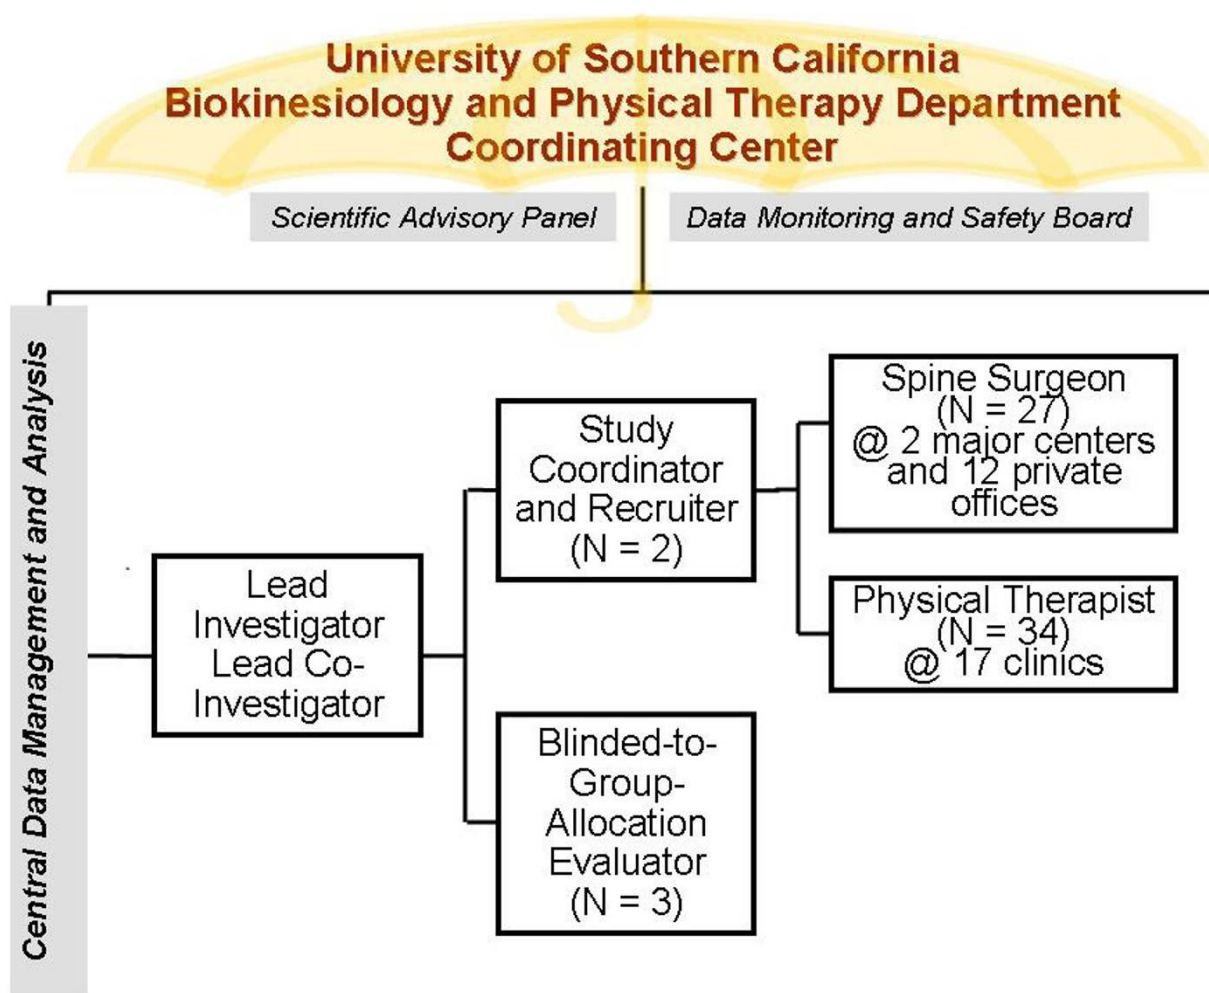 University of Southern California
Biokinesiology and Physical Therapy Department
Coordinating Center
Scientific Advisory Panel
Data Monitoring and Safety Board
Central Data Management and Analysis
Lead
Investigator
Lead Co-
Investigator
Study
Coordinator
and Recruiter
(N = 2)
Blinded-to-
Group-
Allocation
Evaluator
(N = 3)
Spine Surgeon
(N = 27)
@ 2 major centers
and 12 private
offices
Physical Therapist
(N = 34)
@ 17 clinics